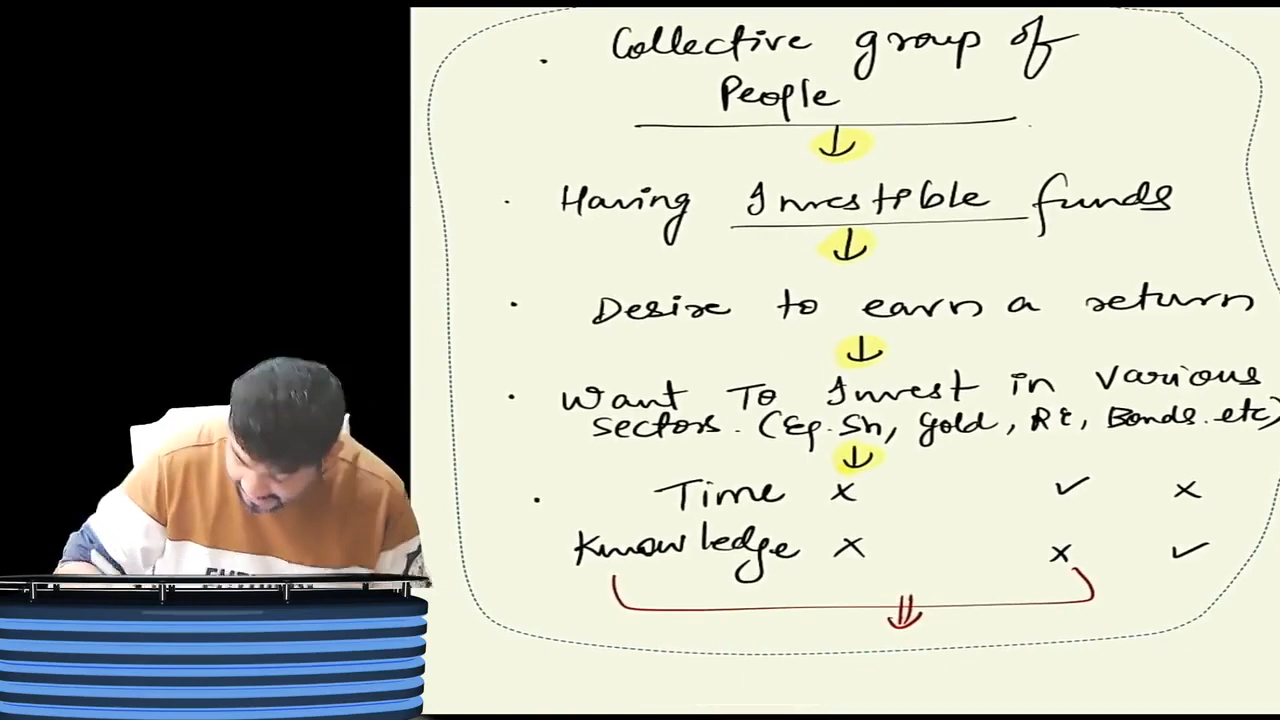 · Collective group of
People
↓
· Having Investible funds
↓
· Desire to earn a return
↓
· Want To Invest in various
sectors. (Eg. Sh, Gold, RE, Bonds. etc)
↓
· Time × ✓ ×
Knowledge × × ✓
⇓